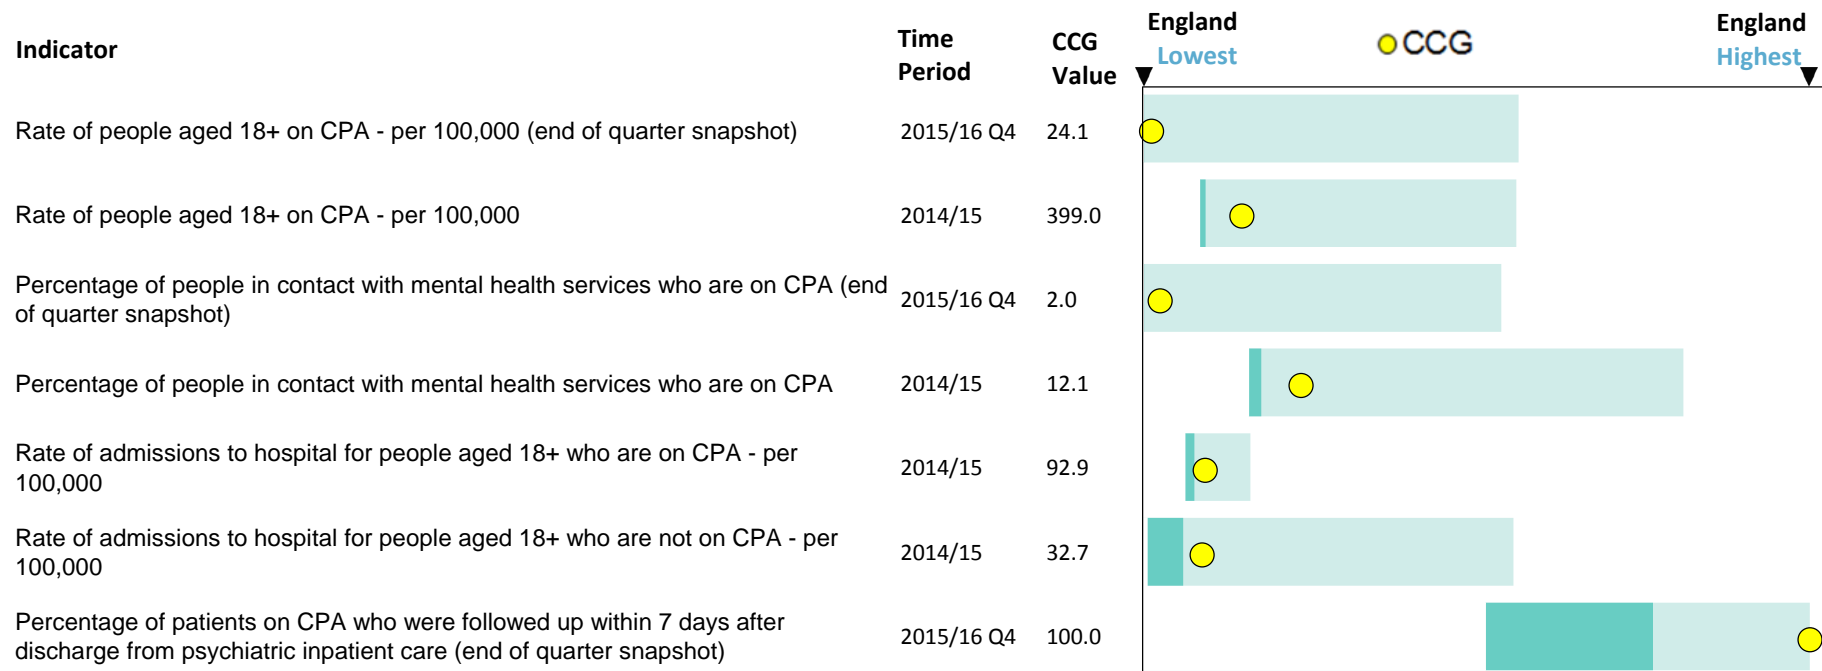 Indicator
Time Period
CCG Value
England Lowest
CCG
England Highest
Rate of people aged 18+ on CPA - per 100,000 (end of quarter snapshot) 2015/16 Q4 24.1
Rate of people aged 18+ on CPA - per 100,000 2014/15 399.0
Percentage of people in contact with mental health services who are on CPA (end
of quarter snapshot) 2015/16 Q4 2.0
Percentage of people in contact with mental health services who are on CPA 2014/15 12.1
Rate of admissions to hospital for people aged 18+ who are on CPA - per
100,000 2014/15 92.9
Rate of admissions to hospital for people aged 18+ who are not on CPA - per
100,000 2014/15 32.7
Percentage of patients on CPA who were followed up within 7 days after
discharge from psychiatric inpatient care (end of quarter snapshot) 2015/16 Q4 100.0